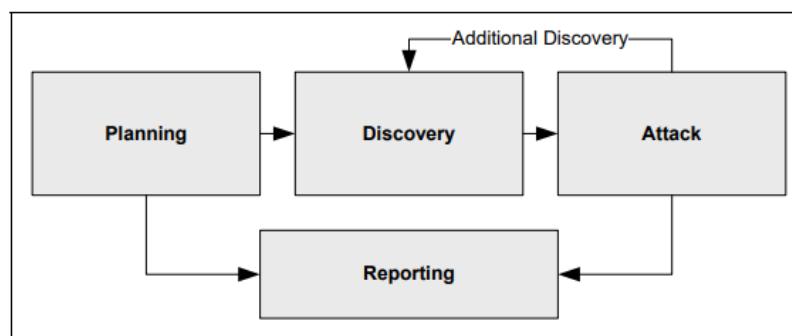 Additional Discovery
Planning
Discovery
Attack
Reporting